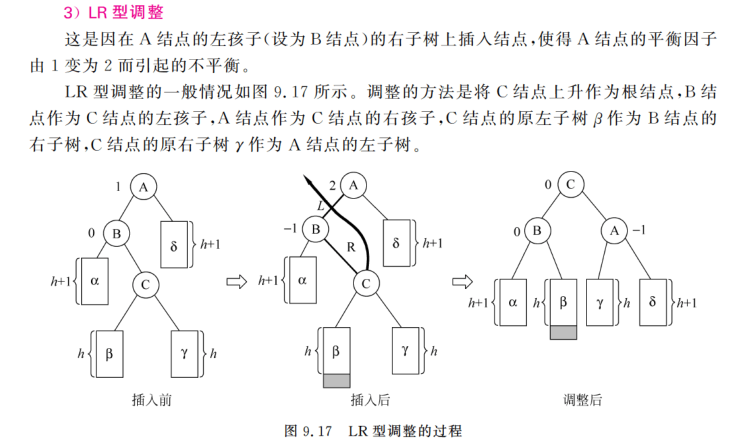 3）LR 型调整
这是因在 A 结点的左孩子(设为 B 结点)的右子树上插入结点,使得 A 结点的平衡因子
由 1 变为 2 而引起的不平衡。
LR 型调整的一般情况如图 9.17 所示。调整的方法是将 C 结点上升作为根结点,B 结
点作为 C 结点的左孩子,A 结点作为 C 结点的右孩子,C 结点的原左子树 β 作为 B 结点的
右子树,C 结点的原右子树 γ 作为 A 结点的左子树。
1 A
0 B
δ h+1
h+1 α
C
h β
γ h
插入前
2 A
L
−1 B
R
δ h+1
h+1 α
C
h β
γ h
插入后
0 C
0 B
A −1
h+1 α
h β
γ h
δ h+1
调整后
图 9.17 LR 型调整的过程